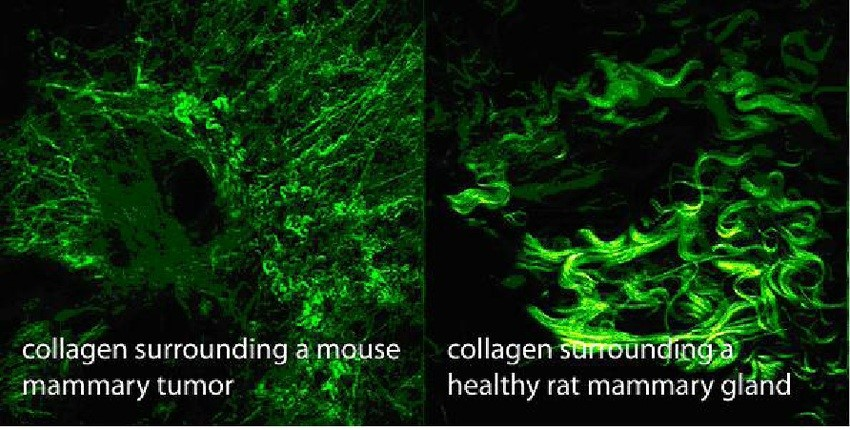 collagen surrounding a mouse
mammary tumor
collagen surrounding a
healthy rat mammary gland